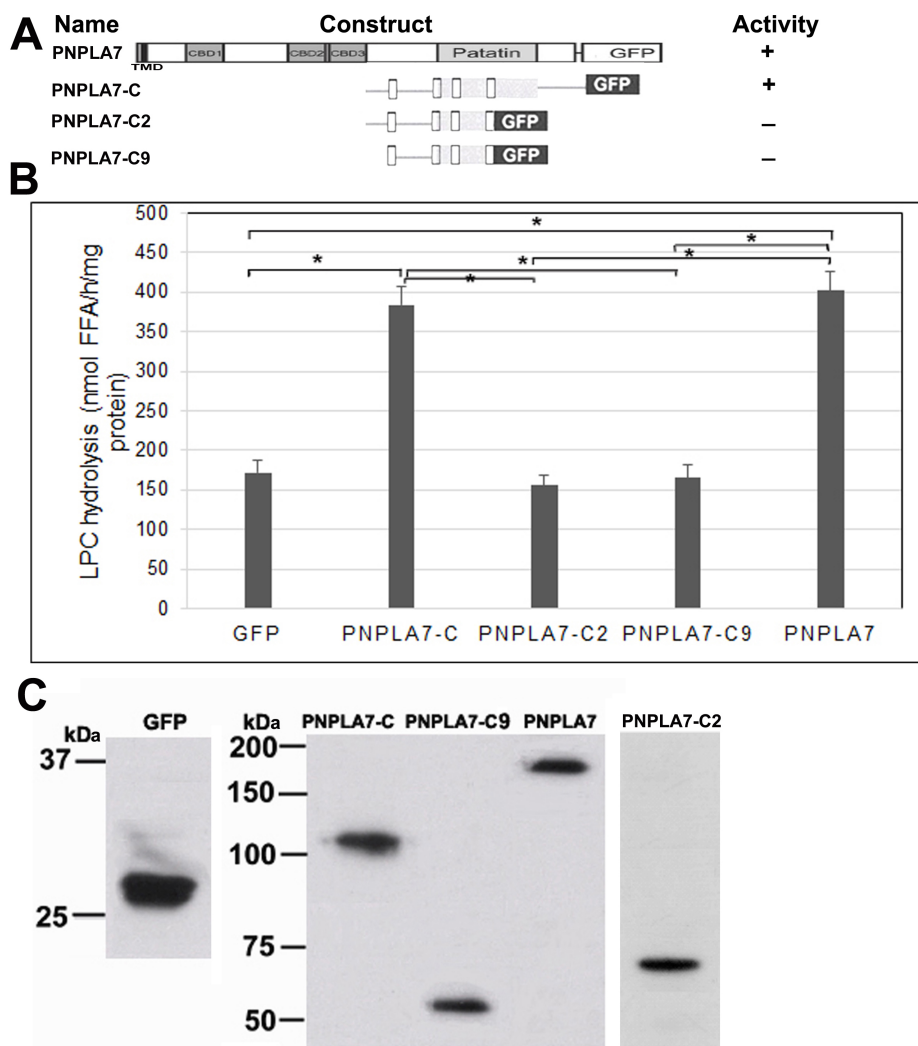 A
Name Construct Activity
PNPLA7 CBD1 CBD2 CBD3 Patatin GFP +
TMD
PNPLA7-C GFP +
PNPLA7-C2 GFP –
PNPLA7-C9 GFP –
B
LPC hydrolysis (nmol FFA/h/mg
protein)
500
450
400
350
300
250
200
150
100
50
0
* * * * * *
GFP PNPLA7-C PNPLA7-C2 PNPLA7-C9 PNPLA7
C
kDa GFP
37
25
kDa PNPLA7-C PNPLA7-C9 PNPLA7 PNPLA7-C2
200
150
100
75
50